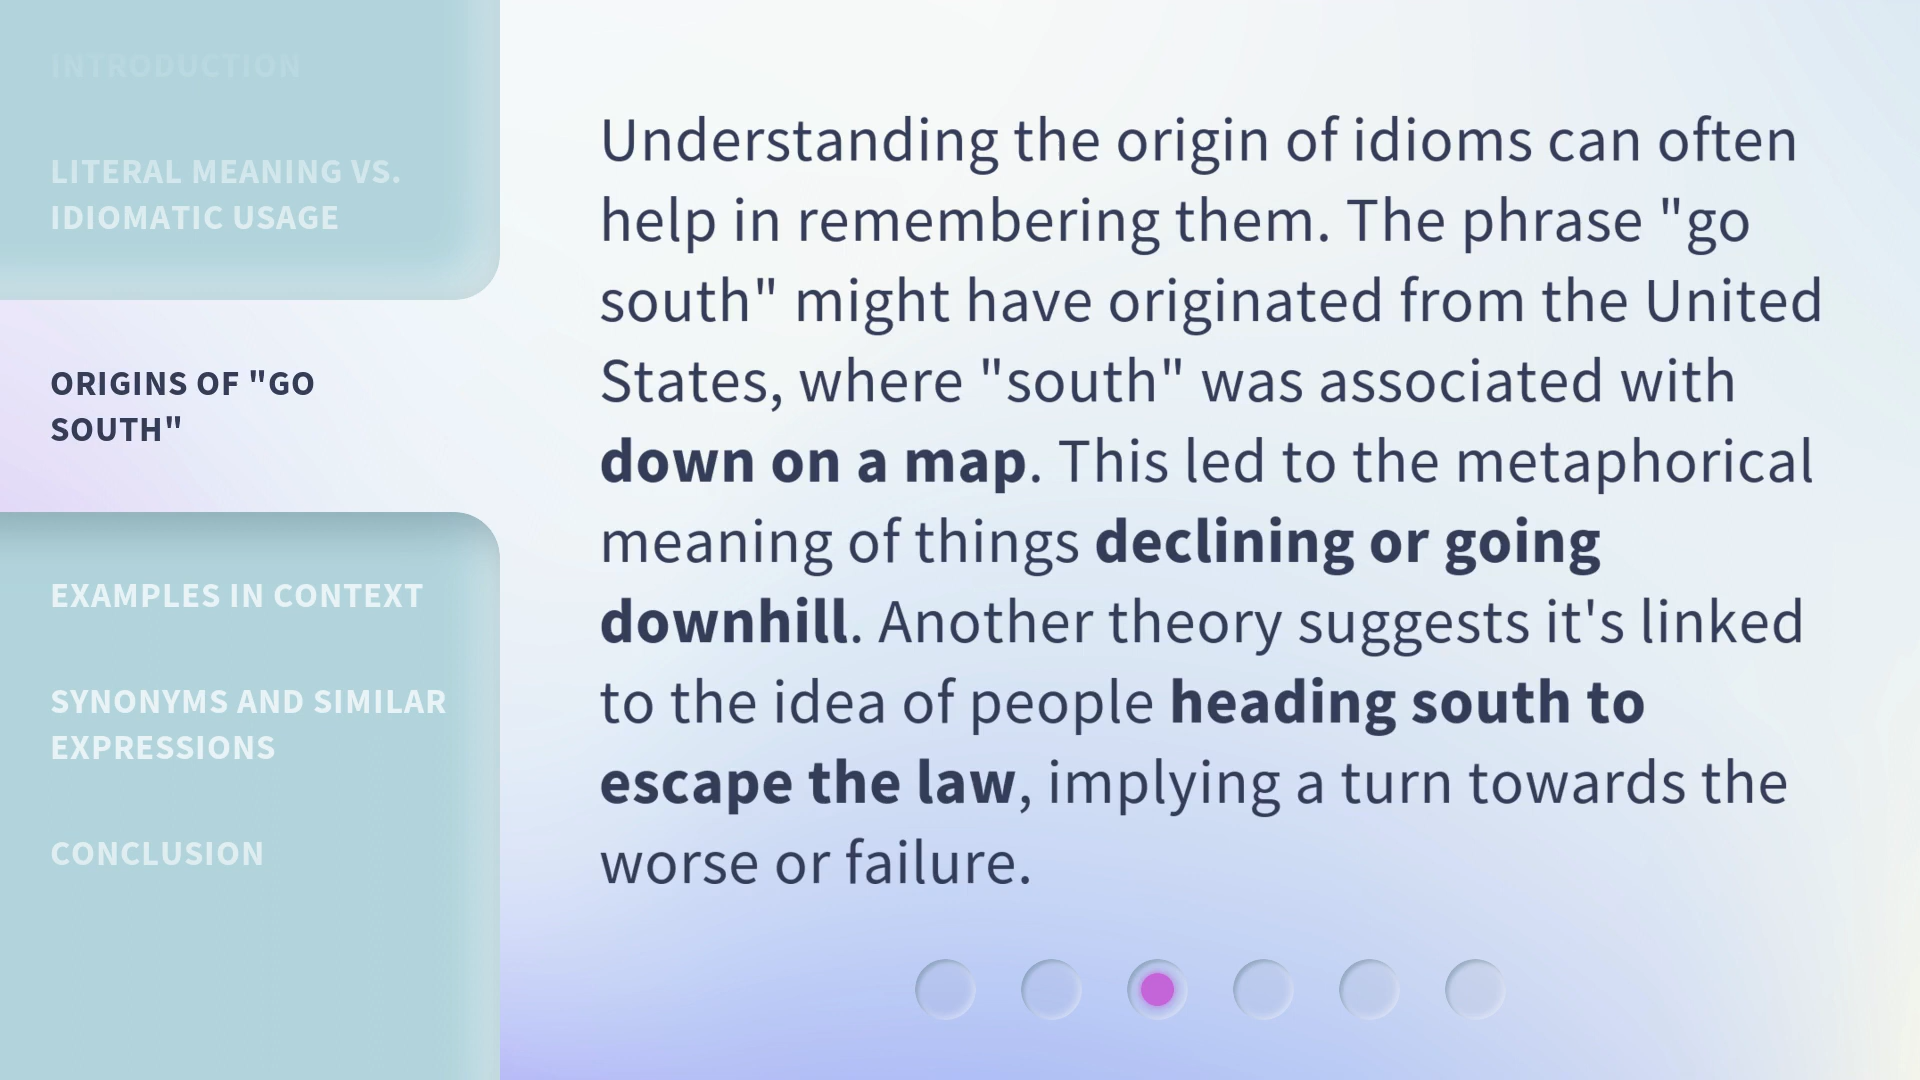 INTRODUCTION
LITERAL MEANING VS.
IDIOMATIC USAGE
ORIGINS OF "GO
SOUTH"
EXAMPLES IN CONTEXT
SYNONYMS AND SIMILAR
EXPRESSIONS
CONCLUSION
Understanding the origin of idioms can often
help in remembering them. The phrase "go
south" might have originated from the United
States, where "south" was associated with
down on a map. This led to the metaphorical
meaning of things declining or going
downhill. Another theory suggests it's linked
to the idea of people heading south to
escape the law, implying a turn towards the
worse or failure.